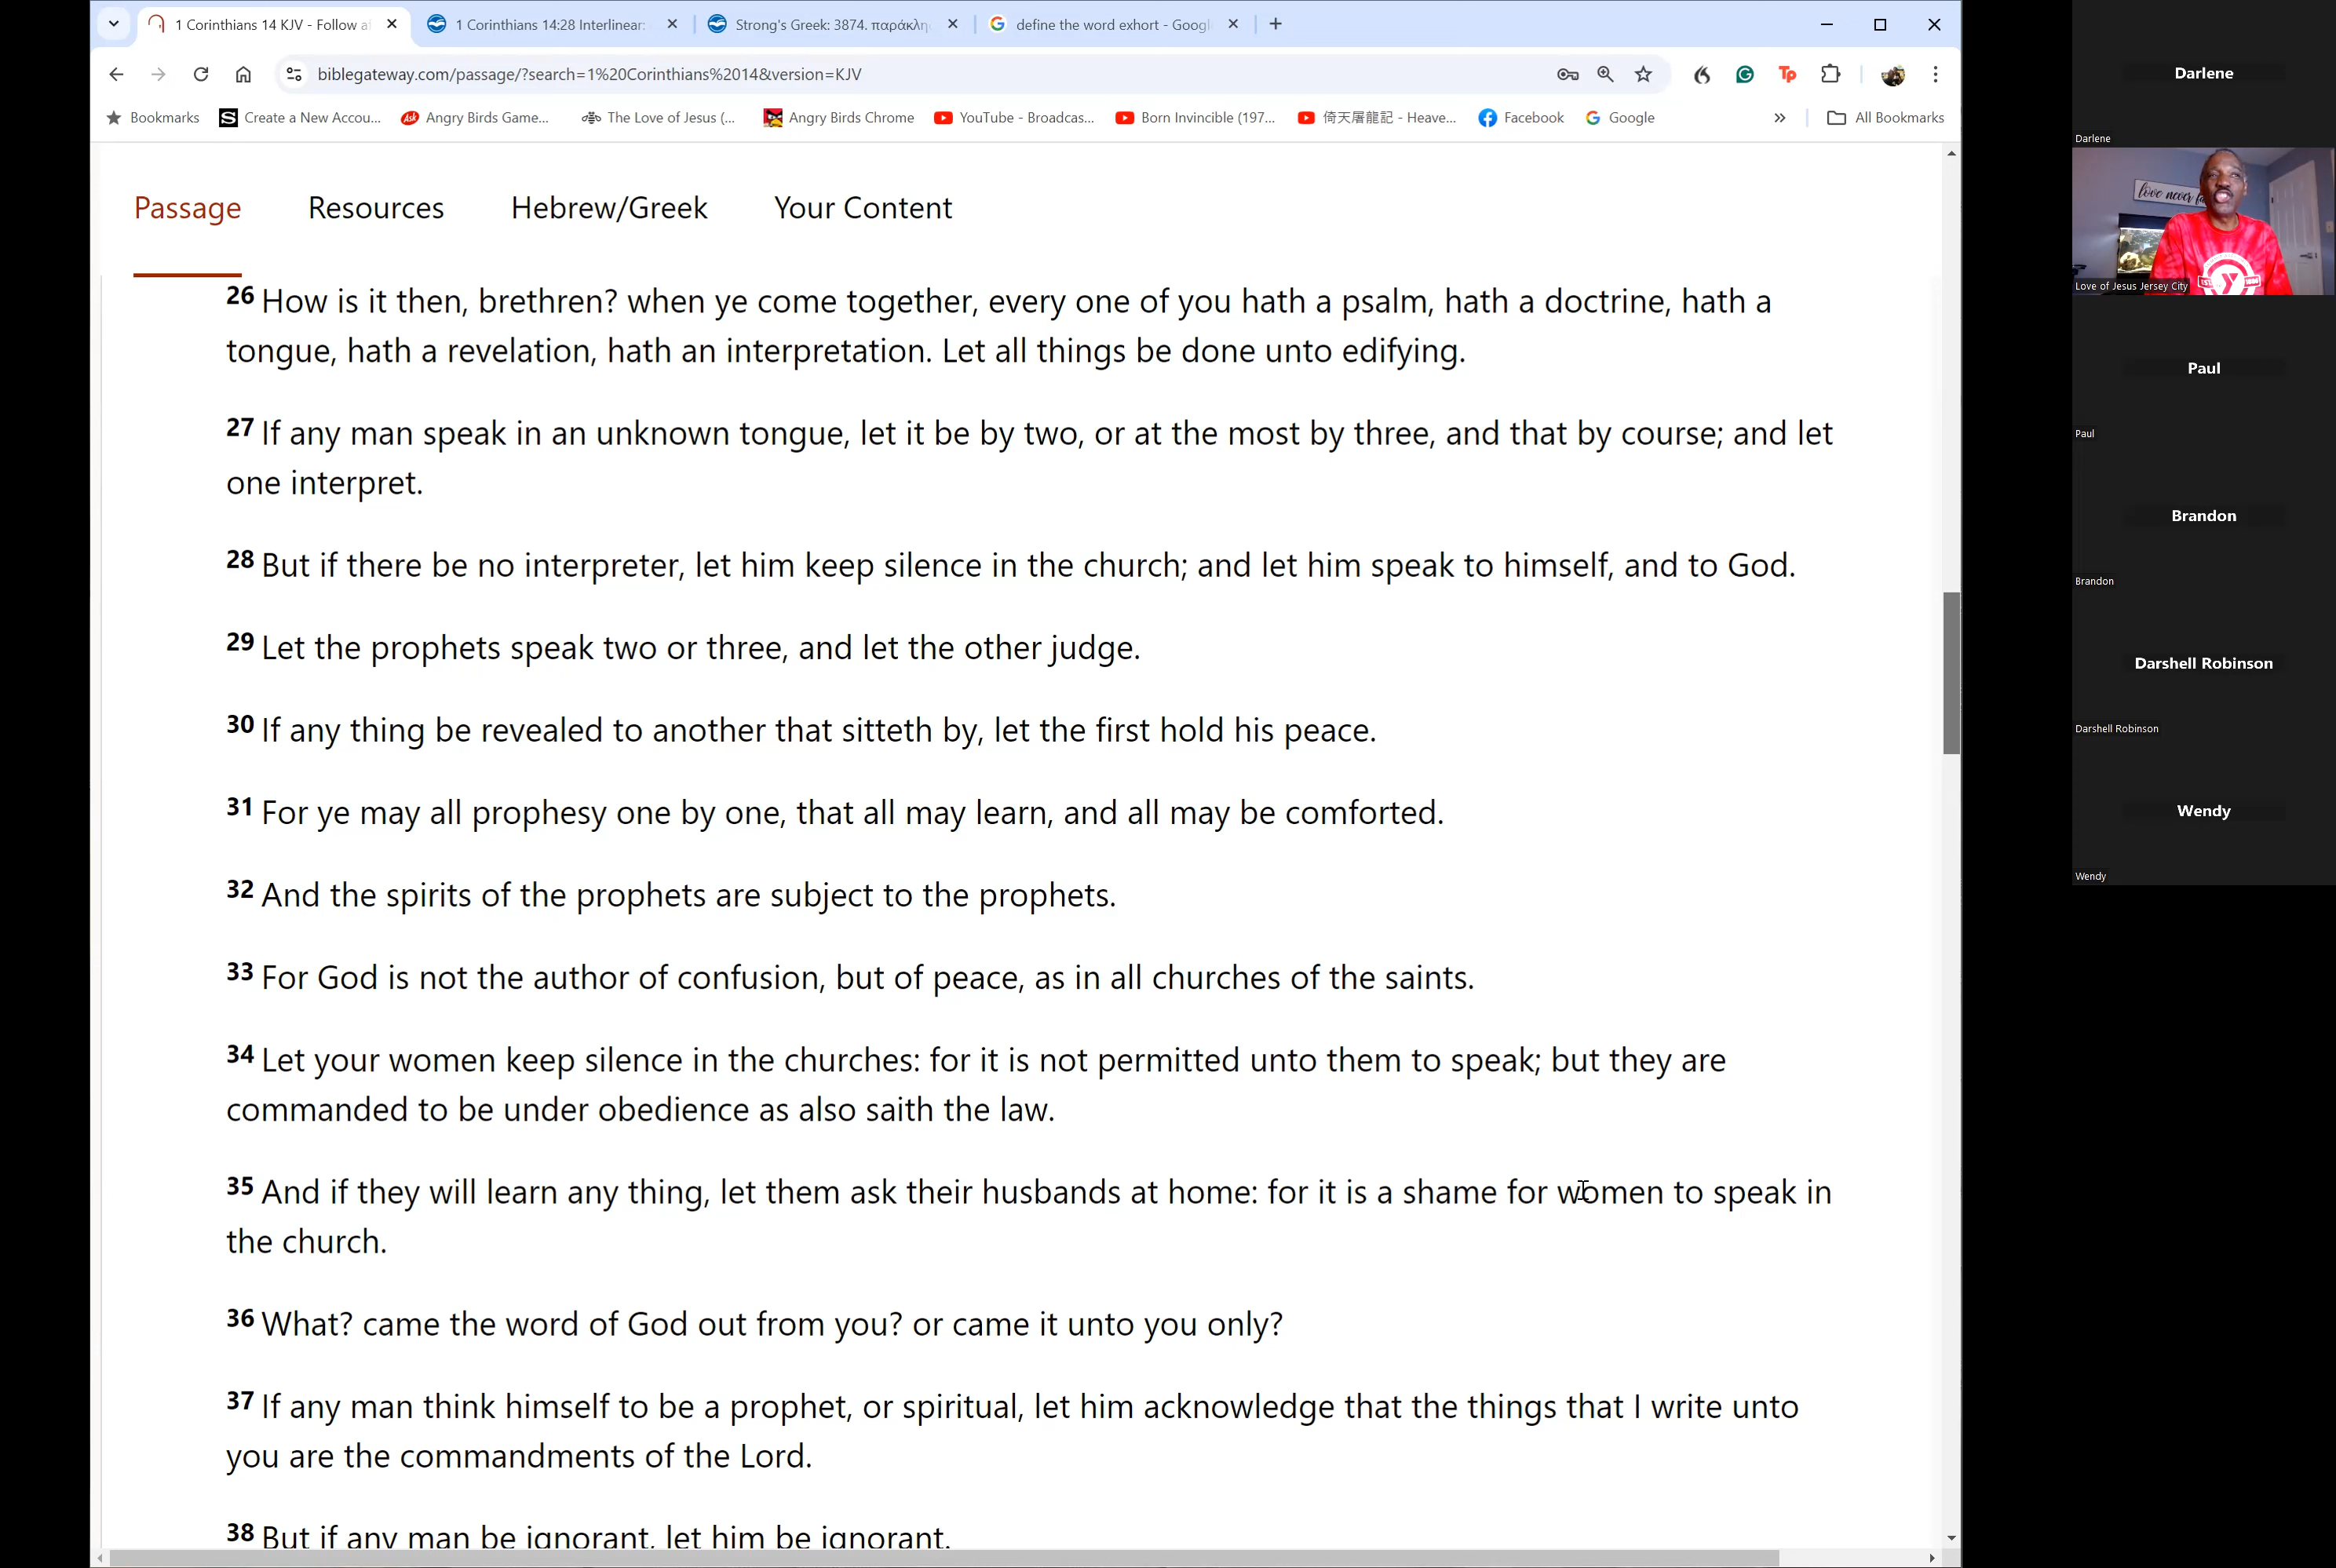 1 Corinthians 14 KJV - Follow af
1 Corinthians 14:28 Interlinear:
Strong's Greek: 3874. παράκλησ
define the word exhort - Googl
biblegateway.com/passage/?search=1%20Corinthians%2014&version=KJV
Bookmarks
Create a New Accou...
Angry Birds Game...
The Love of Jesus (...
Angry Birds Chrome
YouTube - Broadcas...
Born Invincible (197...
倚天屠龍記 - Heave...
Facebook
Google
All Bookmarks
Passage
Resources
Hebrew/Greek
Your Content
26 How is it then, brethren? when ye come together, every one of you hath a psalm, hath a doctrine, hath a
tongue, hath a revelation, hath an interpretation. Let all things be done unto edifying.
27 If any man speak in an unknown tongue, let it be by two, or at the most by three, and that by course; and let
one interpret.
28 But if there be no interpreter, let him keep silence in the church; and let him speak to himself, and to God.
29 Let the prophets speak two or three, and let the other judge.
30 If any thing be revealed to another that sitteth by, let the first hold his peace.
31 For ye may all prophesy one by one, that all may learn, and all may be comforted.
32 And the spirits of the prophets are subject to the prophets.
33 For God is not the author of confusion, but of peace, as in all churches of the saints.
34 Let your women keep silence in the churches: for it is not permitted unto them to speak; but they are
commanded to be under obedience as also saith the law.
35 And if they will learn any thing, let them ask their husbands at home: for it is a shame for women to speak in
the church.
36 What? came the word of God out from you? or came it unto you only?
37 If any man think himself to be a prophet, or spiritual, let him acknowledge that the things that I write unto
you are the commandments of the Lord.
38 But if any man be ignorant, let him be ignorant.
Darlene
Darlene
love never
Love of Jesus Jersey City
Paul
Paul
Brandon
Brandon
Darshell Robinson
Darshell Robinson
Wendy
Wendy